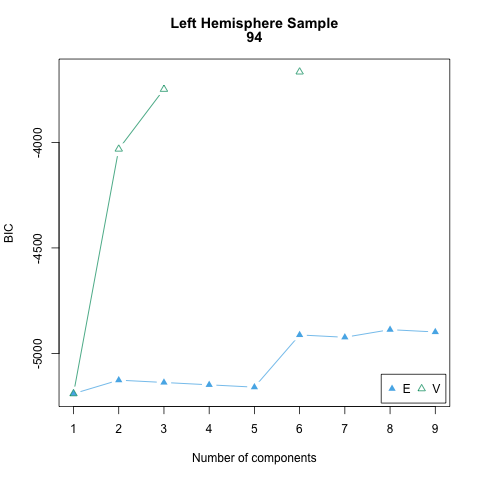 Left Hemisphere Sample
94
BIC
-4000
-4500
-5000
E V
1 2 3 4 5 6 7 8 9
Number of components